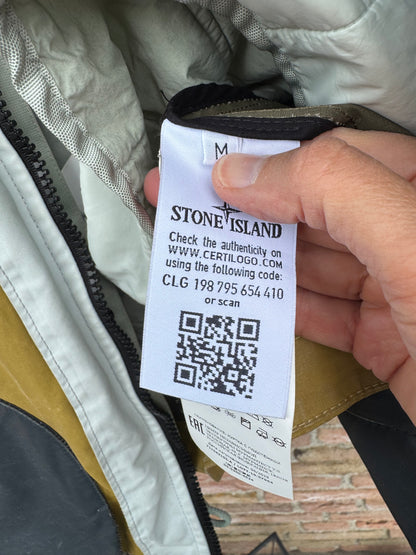 M
STONE ISLAND
Check the authenticity on
WWW.CERTILOGO.COM
using the following code:
CLG 198 795 654 410
or scan
EAC